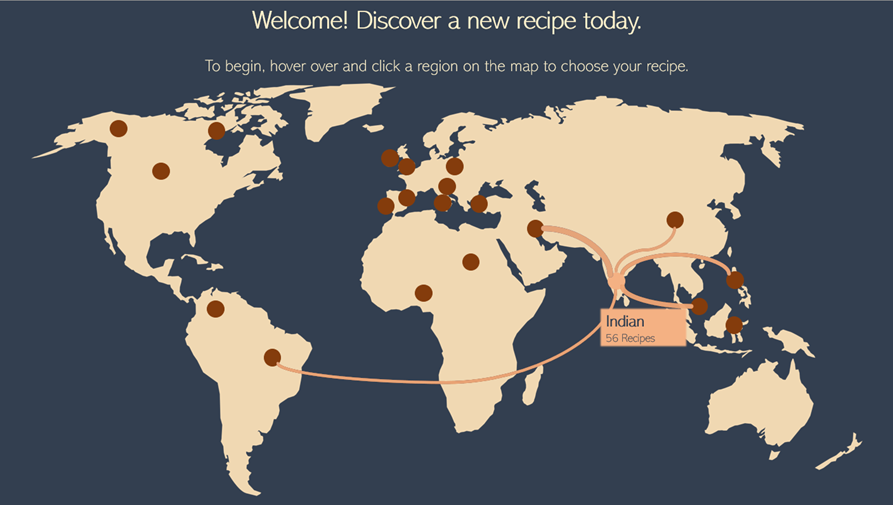 Welcome! Discover a new recipe today.
To begin, hover over and click a region on the map to choose your recipe.
Indian
56 Recipes